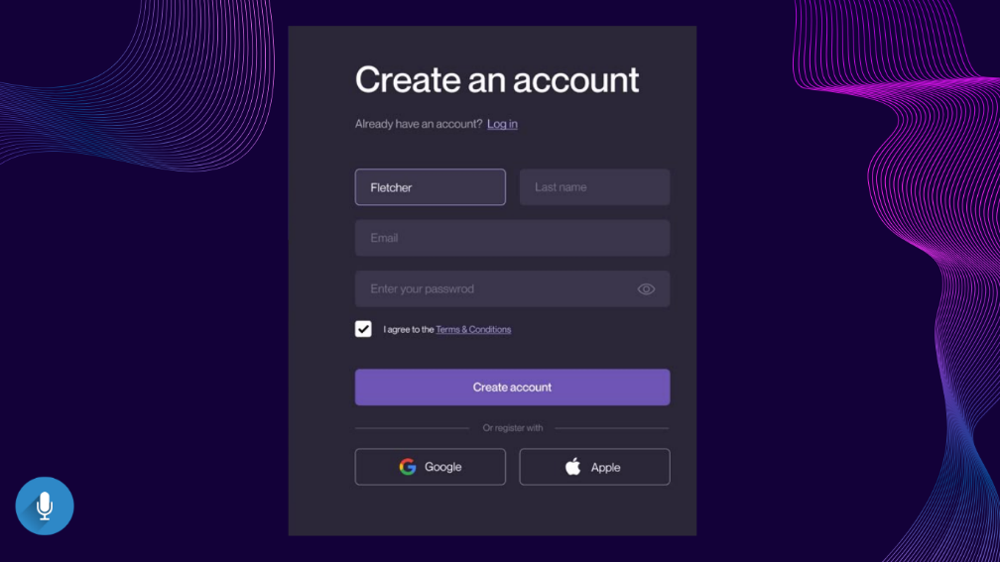 Create an account
Already have an account? Log in
Fletcher Last name
Email
Enter your passwrod
I agree to the Terms & Conditions
Create account
Or register with
Google Apple